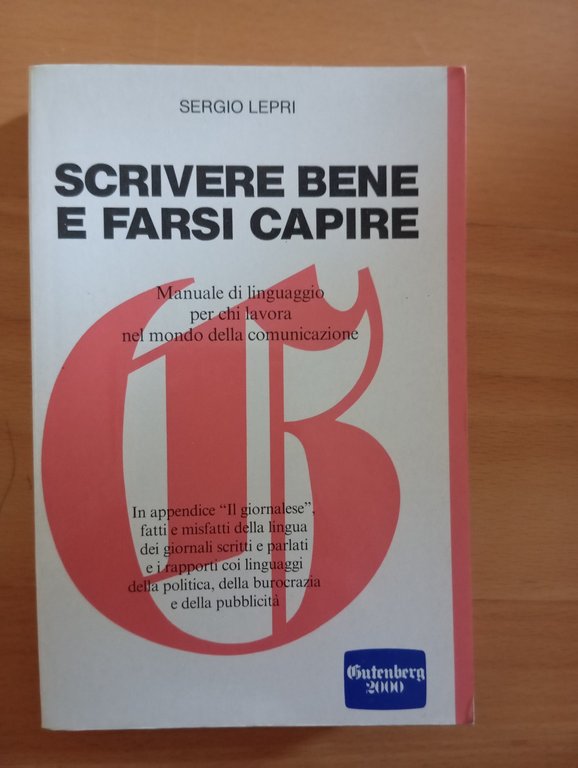 SERGIO LEPRI
SCRIVERE BENE
E FARSI CAPIRE
Manuale di linguaggio
per chi lavora
nel mondo della comunicazione
In appendice “Il giornalese”,
fatti e misfatti della lingua
dei giornali scritti e parlati
e i rapporti coi linguaggi
della politica, della burocrazia
e della pubblicità
Gutenberg
2000